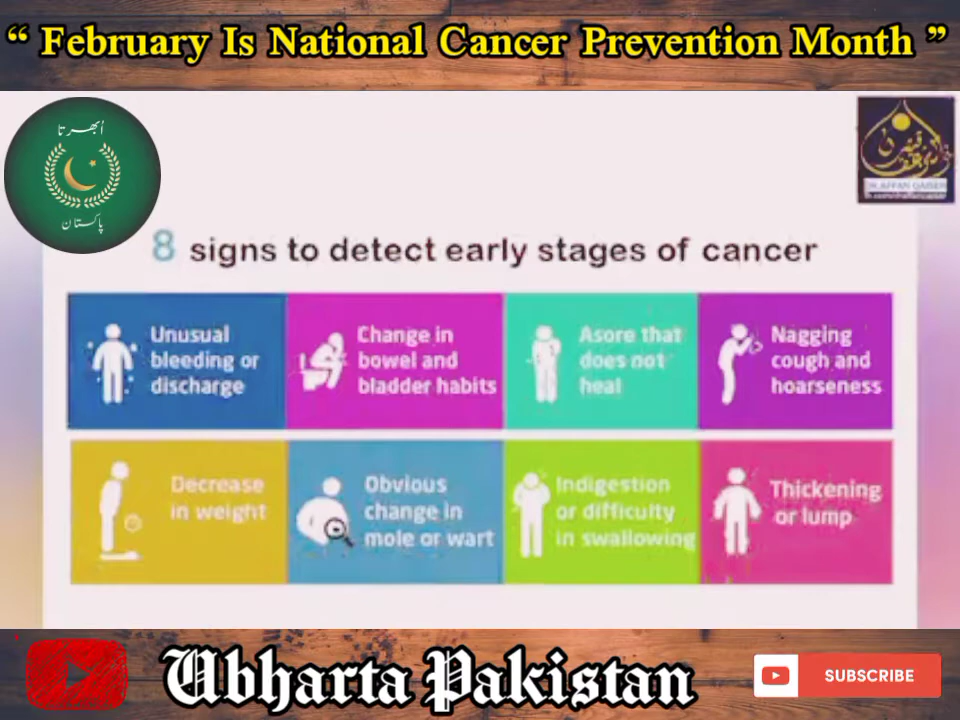 “ February Is National Cancer Prevention Month ”
اُبھرتا
پاکستان
8 signs to detect early stages of cancer
Unusual
bleeding or
discharge
Change in
bowel and
bladder habits
Asore that
does not
heal
Nagging
cough and
hoarseness
Decrease
in weight
Obvious
change in
mole or wart
Indigestion
or difficulty
in swallowing
Thickening
or lump
Ubharta Pakistan
SUBSCRIBE